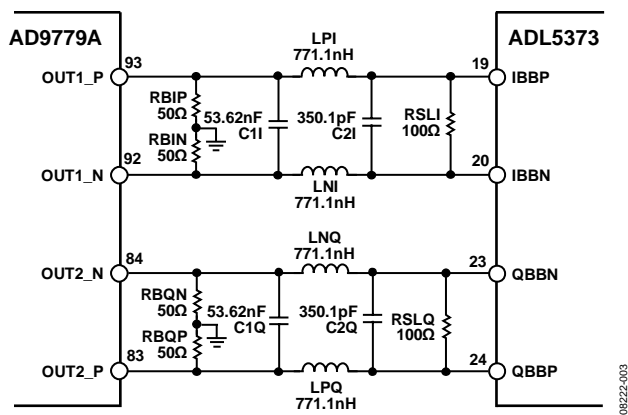 AD9779A
ADL5373
LPI
771.1nH
93
19
OUT1_P
IBBP
RBIP
50Ω
53.62nF
C1I
350.1pF
C2I
RSLI
100Ω
RBIN
50Ω
92
20
OUT1_N
IBBN
LNI
771.1nH
LNQ
771.1nH
84
23
OUT2_N
QBBN
RBQN
50Ω
53.62nF
C1Q
350.1pF
C2Q
RSLQ
100Ω
RBQP
50Ω
83
24
OUT2_P
QBBP
LPQ
771.1nH
08222-003